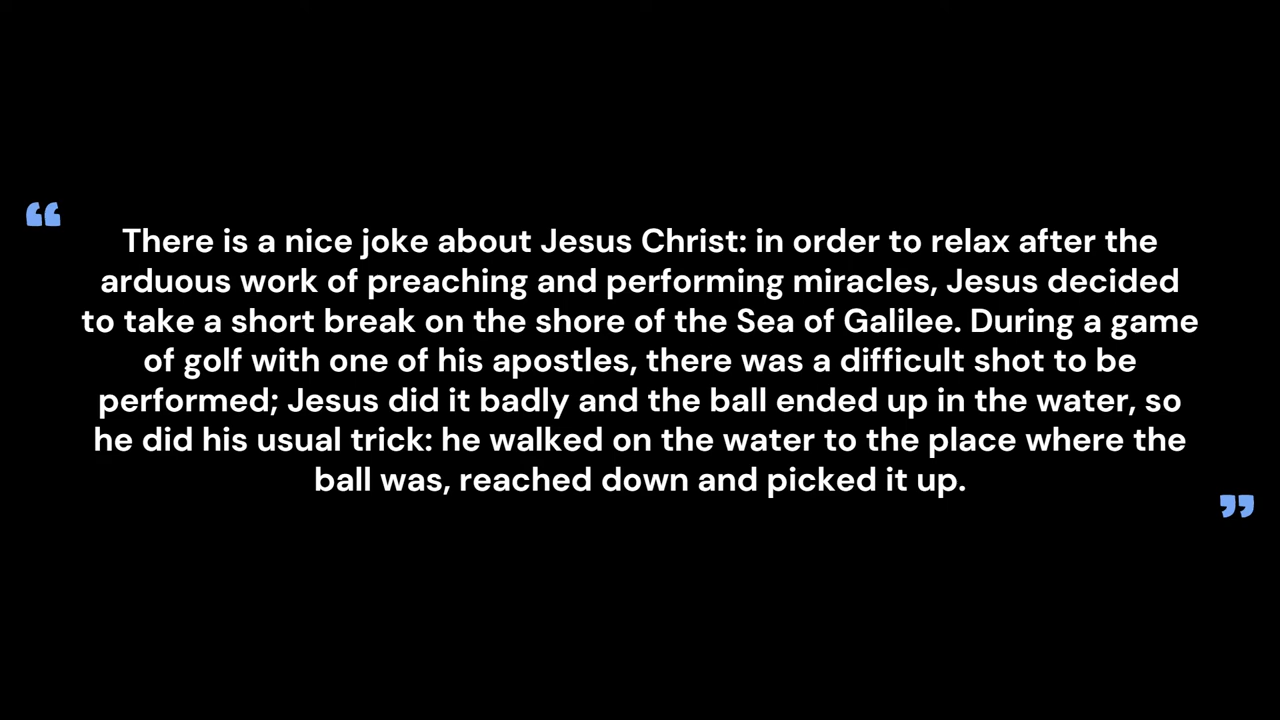 “
There is a nice joke about Jesus Christ: in order to relax after the
arduous work of preaching and performing miracles, Jesus decided
to take a short break on the shore of the Sea of Galilee. During a game
of golf with one of his apostles, there was a difficult shot to be
performed; Jesus did it badly and the ball ended up in the water, so
he did his usual trick: he walked on the water to the place where the
ball was, reached down and picked it up.
”